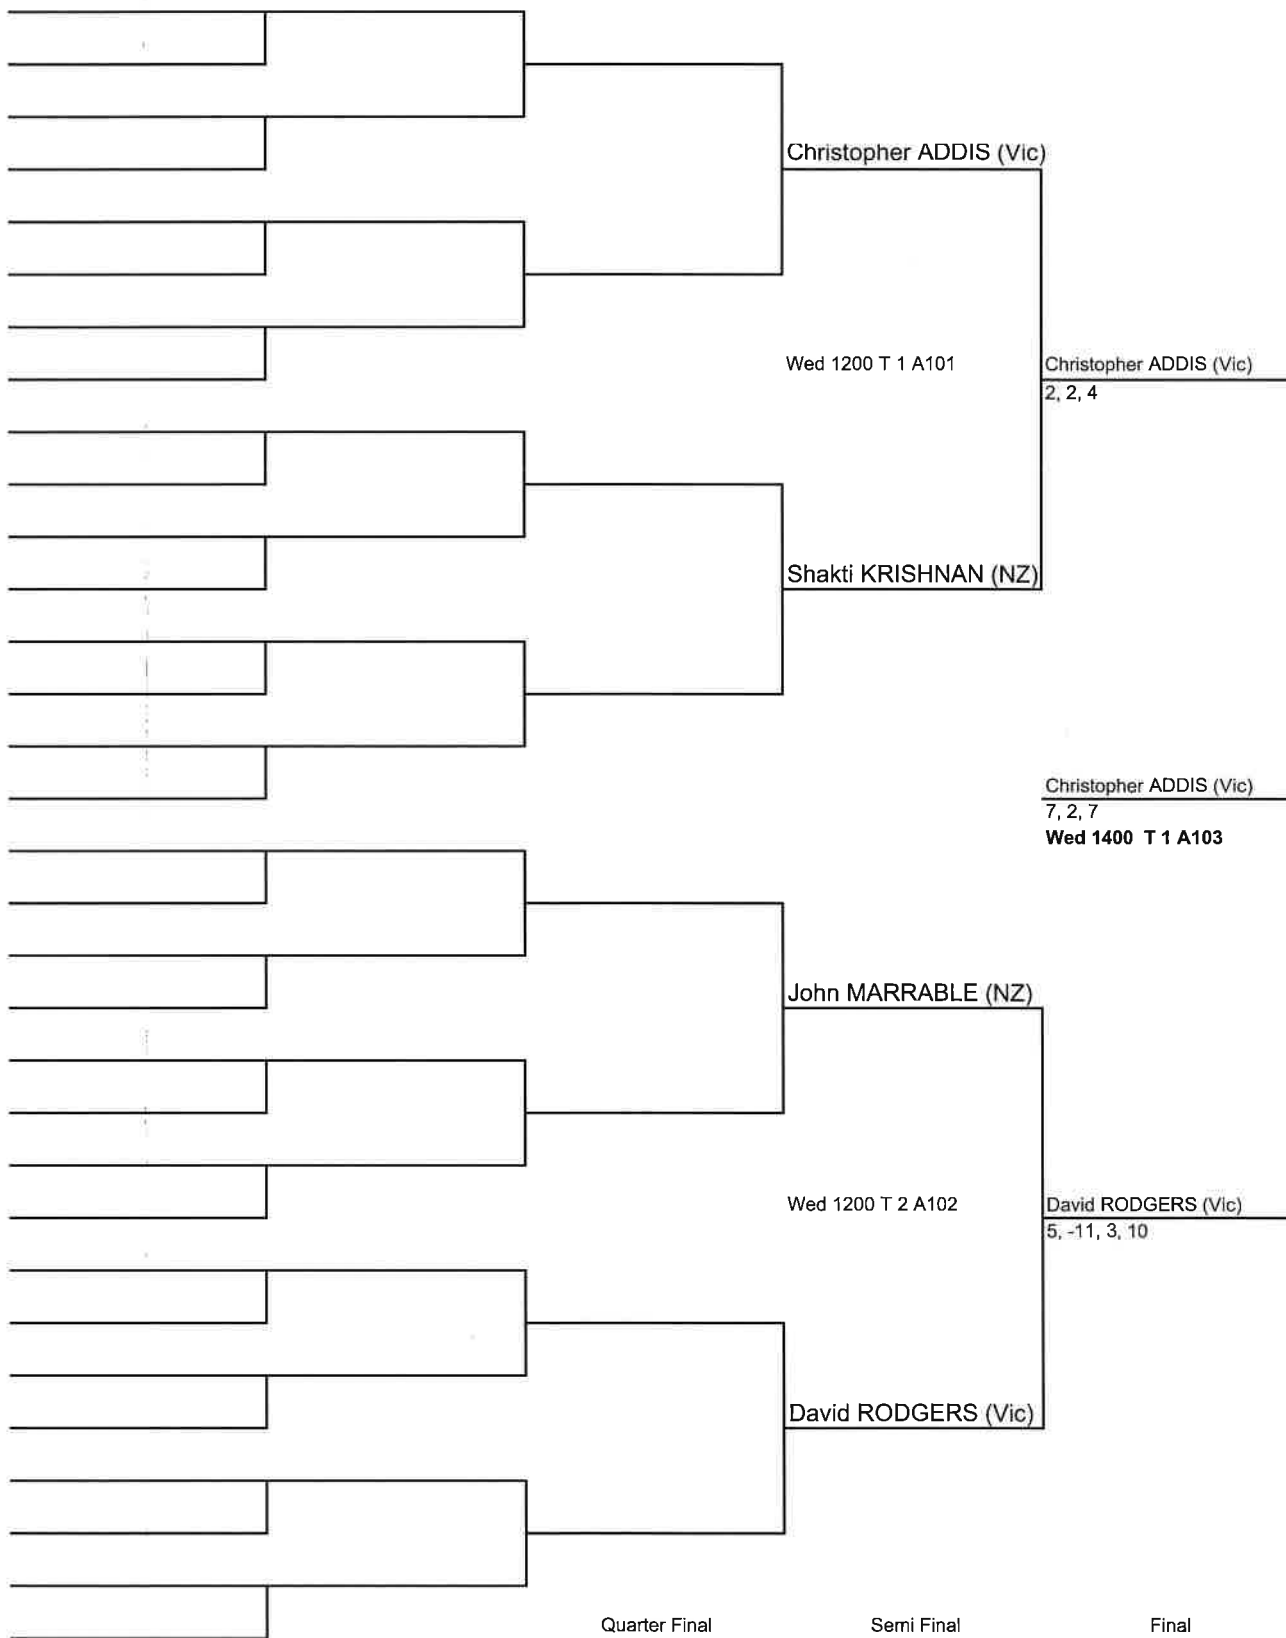 Christopher ADDIS (Vic)
Wed 1200 T 1 A101
Christopher ADDIS (Vic)
2, 2, 4
Shakti KRISHNAN (NZ)
Christopher ADDIS (Vic)
7, 2, 7
Wed 1400 T 1 A103
John MARRABLE (NZ)
Wed 1200 T 2 A102
David RODGERS (Vic)
5, -11, 3, 10
David RODGERS (Vic)
Quarter Final
Semi Final
Final